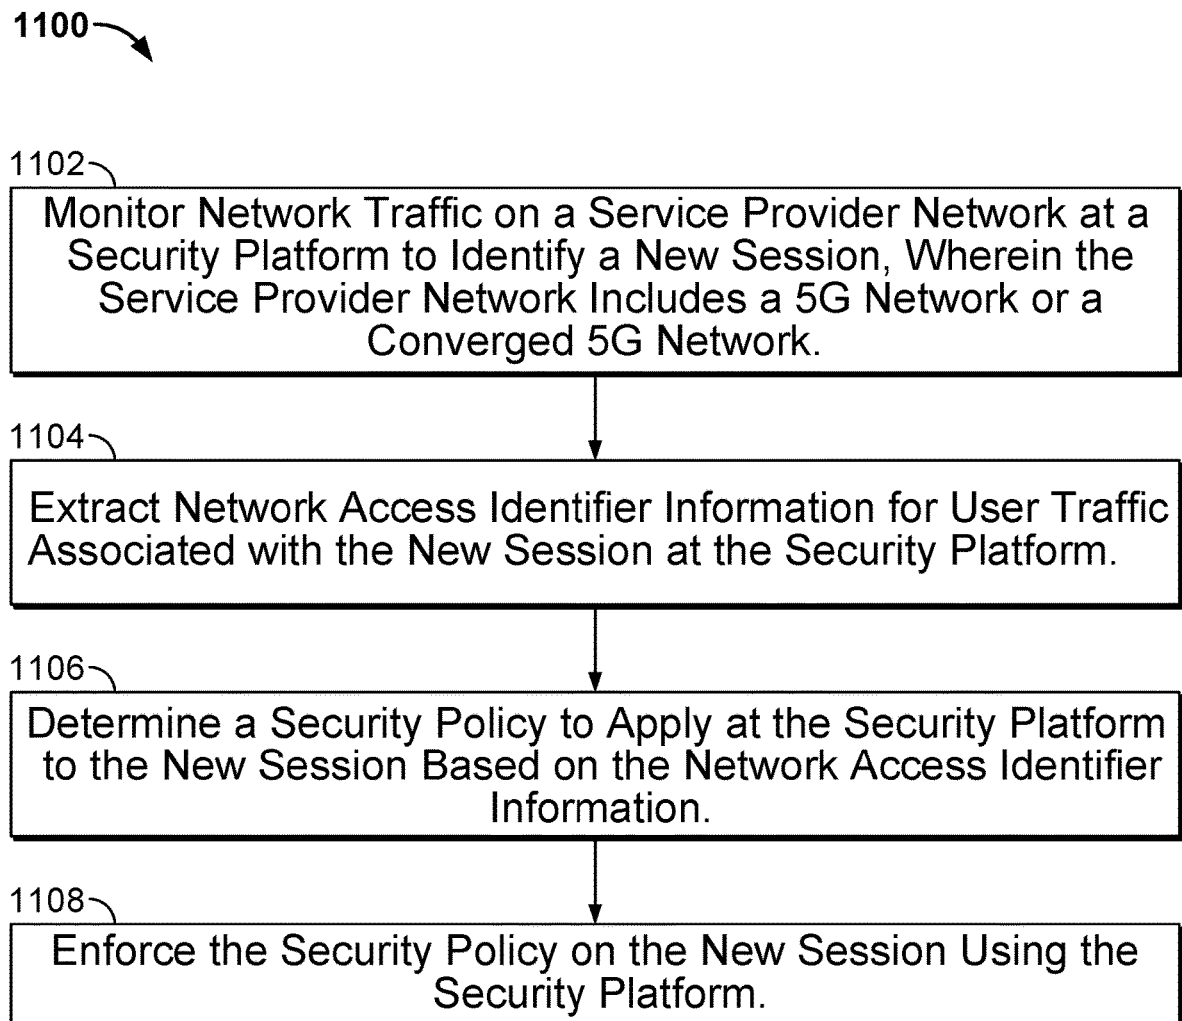 1100
1102
Monitor Network Traffic on a Service Provider Network at a
Security Platform to Identify a New Session, Wherein the
Service Provider Network Includes a 5G Network or a
Converged 5G Network.
1104
Extract Network Access Identifier Information for User Traffic
Associated with the New Session at the Security Platform.
1106
Determine a Security Policy to Apply at the Security Platform
to the New Session Based on the Network Access Identifier
Information.
1108
Enforce the Security Policy on the New Session Using the
Security Platform.